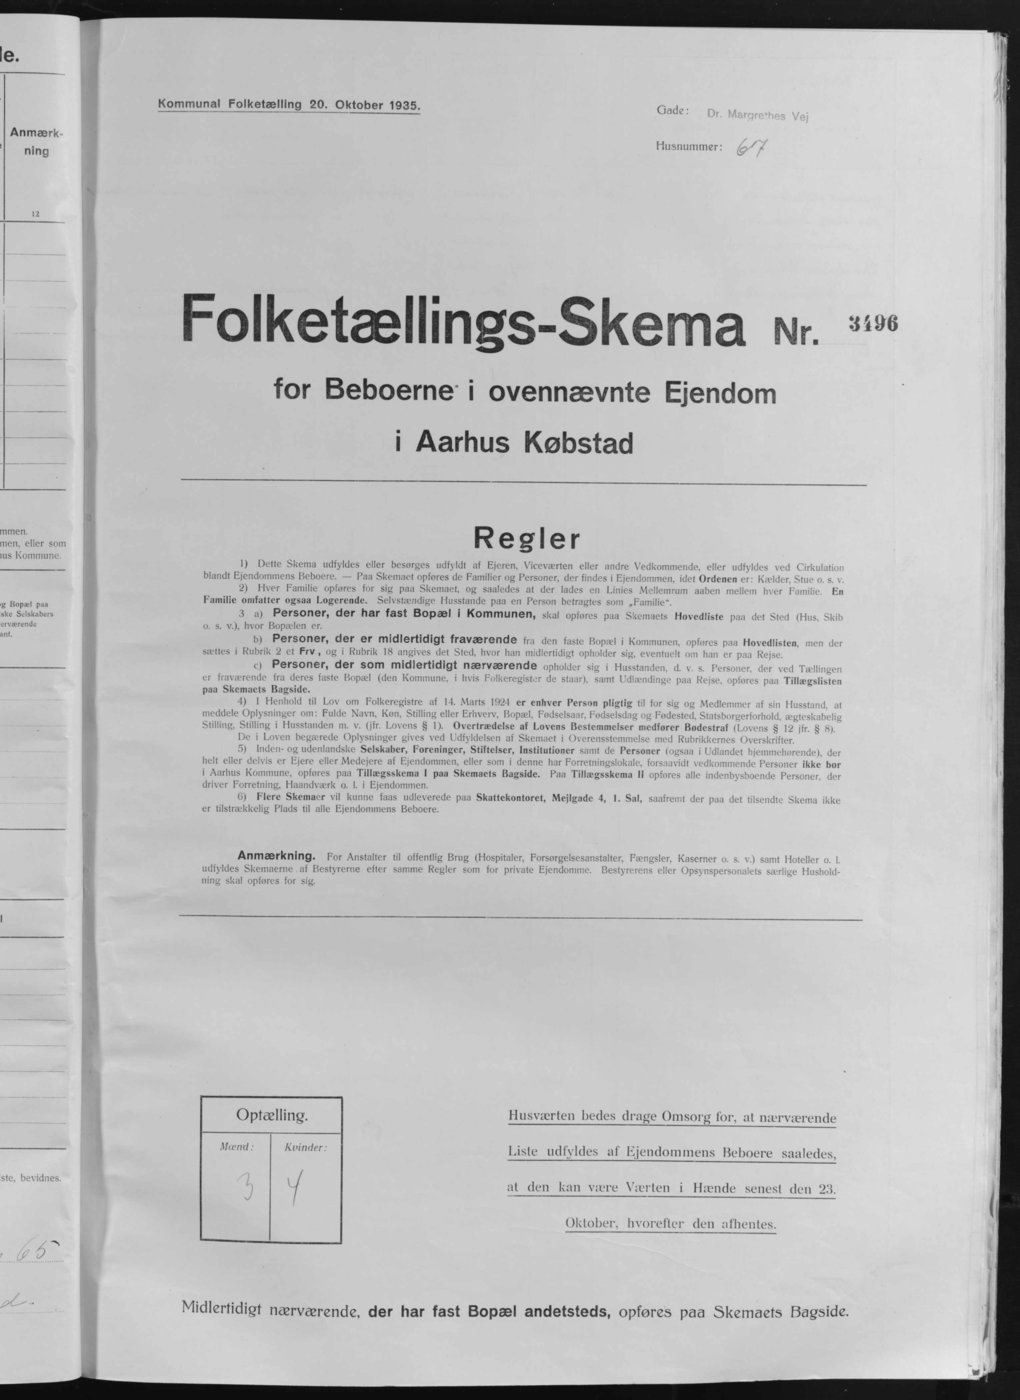 le.
Anmærk-
ning
12
mmen.
men, eller som
us Kommune.
g Bopæl paa
ske Selskabers
erværende
ant.
ste, bevidnes.
65
d.
Kommunal Folketælling 20. Oktober 1935.
Gade: Dr. Margrethes Vej
Husnummer: 67
Folketællings-Skema Nr. 3496
for Beboerne i ovennævnte Ejendom
i Aarhus Købstad
Regler
1) Dette Skema udfyldes eller besørges udfyldt af Ejeren, Viceværten eller andre Vedkommende, eller udfyldes ved Cirkulation
blandt Ejendommens Beboere. — Paa Skemaet opføres de Familier og Personer, der findes i Ejendommen, idet Ordenen er: Kælder, Stue o. s. v.
2) Hver Familie opføres for sig paa Skemaet, og saaledes at der lades en Linies Mellemrum aaben mellem hver Familie. En
Familie omfatter ogsaa Logerende. Selvstændige Husstande paa en Person betragtes som „Familie“.
3 a) Personer, der har fast Bopæl i Kommunen, skal opføres paa Skemaets Hovedliste paa det Sted (Hus, Skib
o. s. v.), hvor Bopælen er.
b) Personer, der er midlertidigt fraværende fra den faste Bopæl i Kommunen, opføres paa Hovedlisten, men der
sættes i Rubrik 2 et Frv., og i Rubrik 18 angives det Sted, hvor han midlertidigt opholder sig, eventuelt om han er paa Rejse.
c) Personer, der som midlertidigt nærværende opholder sig i Husstanden, d. v. s. Personer, der ved Tællingen
er fraværende fra deres faste Bopæl (den Kommune, i hvis Folkeregister de staar), samt Udlændinge paa Rejse, opføres paa Tillægslisten
paa Skemaets Bagside.
4) I Henhold til Lov om Folkeregistre af 14. Marts 1924 er enhver Person pligtig til for sig og Medlemmer af sin Husstand, at
meddele Oplysninger om: Fulde Navn, Køn, Stilling eller Erhverv, Bopæl, Fødselsaar, Fødselsdag og Fødested, Statsborgerforhold, ægteskabelig
Stilling, Stilling i Husstanden m. v. (jfr. Lovens § 1). Overtrædelse af Lovens Bestemmelser medfører Bødestraf (Lovens § 12 jfr. § 8).
De i Loven begærede Oplysninger gives ved Udfyldelsen af Skemaet i Overensstemmelse med Rubrikkernes Overskrifter.
5) Inden- og udenlandske Selskaber, Foreninger, Stiftelser, Institutioner samt de Personer (ogsaa i Udlandet hjemmehørende), der
helt eller delvis er Ejere eller Medejere af Ejendommen, eller som i denne har Forretningslokale, forsaavidt vedkommende Personer ikke bor
i Aarhus Kommune, opføres paa Tillægsskema I paa Skemaets Bagside. Paa Tillægsskema II opføres alle indenbysboende Personer, der
driver Forretning, Haandværk o. l. i Ejendommen.
6) Flere Skemaer vil kunne faas udleverede paa Skattekontoret, Mejlgade 4, 1. Sal, saafremt der paa det tilsendte Skema ikke
er tilstrækkelig Plads til alle Ejendommens Beboere.
Anmærkning. For Anstalter til offentlig Brug (Hospitaler, Forsørgelsesanstalter, Fængsler, Kaserner o. s. v.) samt Hoteller o. l.
udfyldes Skemaerne af Bestyrerne efter samme Regler som for private Ejendomme. Bestyrerens eller Opsynspersonalets særlige Hushold-
ning skal opføres for sig.
Optælling.
Mænd: Kvinder:
3 4
Husværten bedes drage Omsorg for, at nærværende
Liste udfyldes af Ejendommens Beboere saaledes,
at den kan være Værten i Hænde senest den 23.
Oktober, hvorefter den afhentes.
Midlertidigt nærværende, der har fast Bopæl andetsteds, opføres paa Skemaets Bagside.